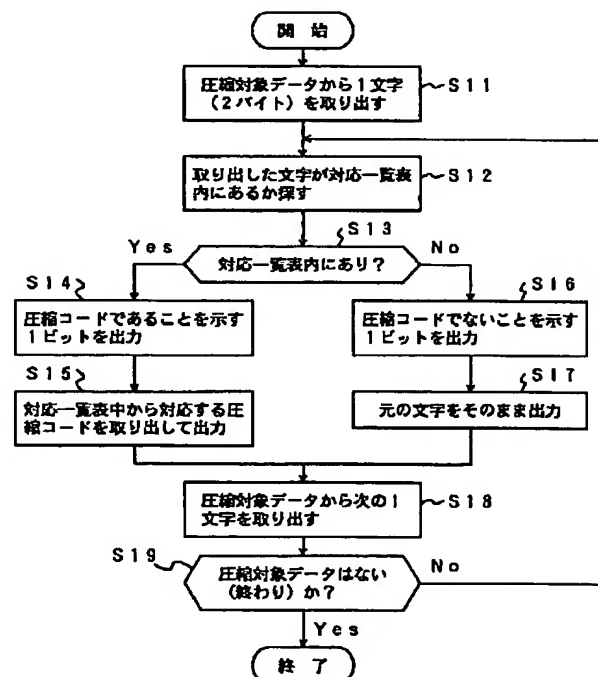 開 始
圧縮対象データから1文字
(2バイト)を取り出す
S11
取り出した文字が対応一覧表
内にあるか探す
S12
S13
Yes
対応一覧表内にあり?
No
S14
圧縮コードであることを示す
1ビットを出力
S16
圧縮コードでないことを示す
1ビットを出力
S15
対応一覧表中から対応する圧
縮コードを取り出して出力
S17
元の文字をそのまま出力
圧縮対象データから次の1
文字を取り出す
S18
S19
圧縮対象データはない
(終わり)か?
No
Yes
終 了